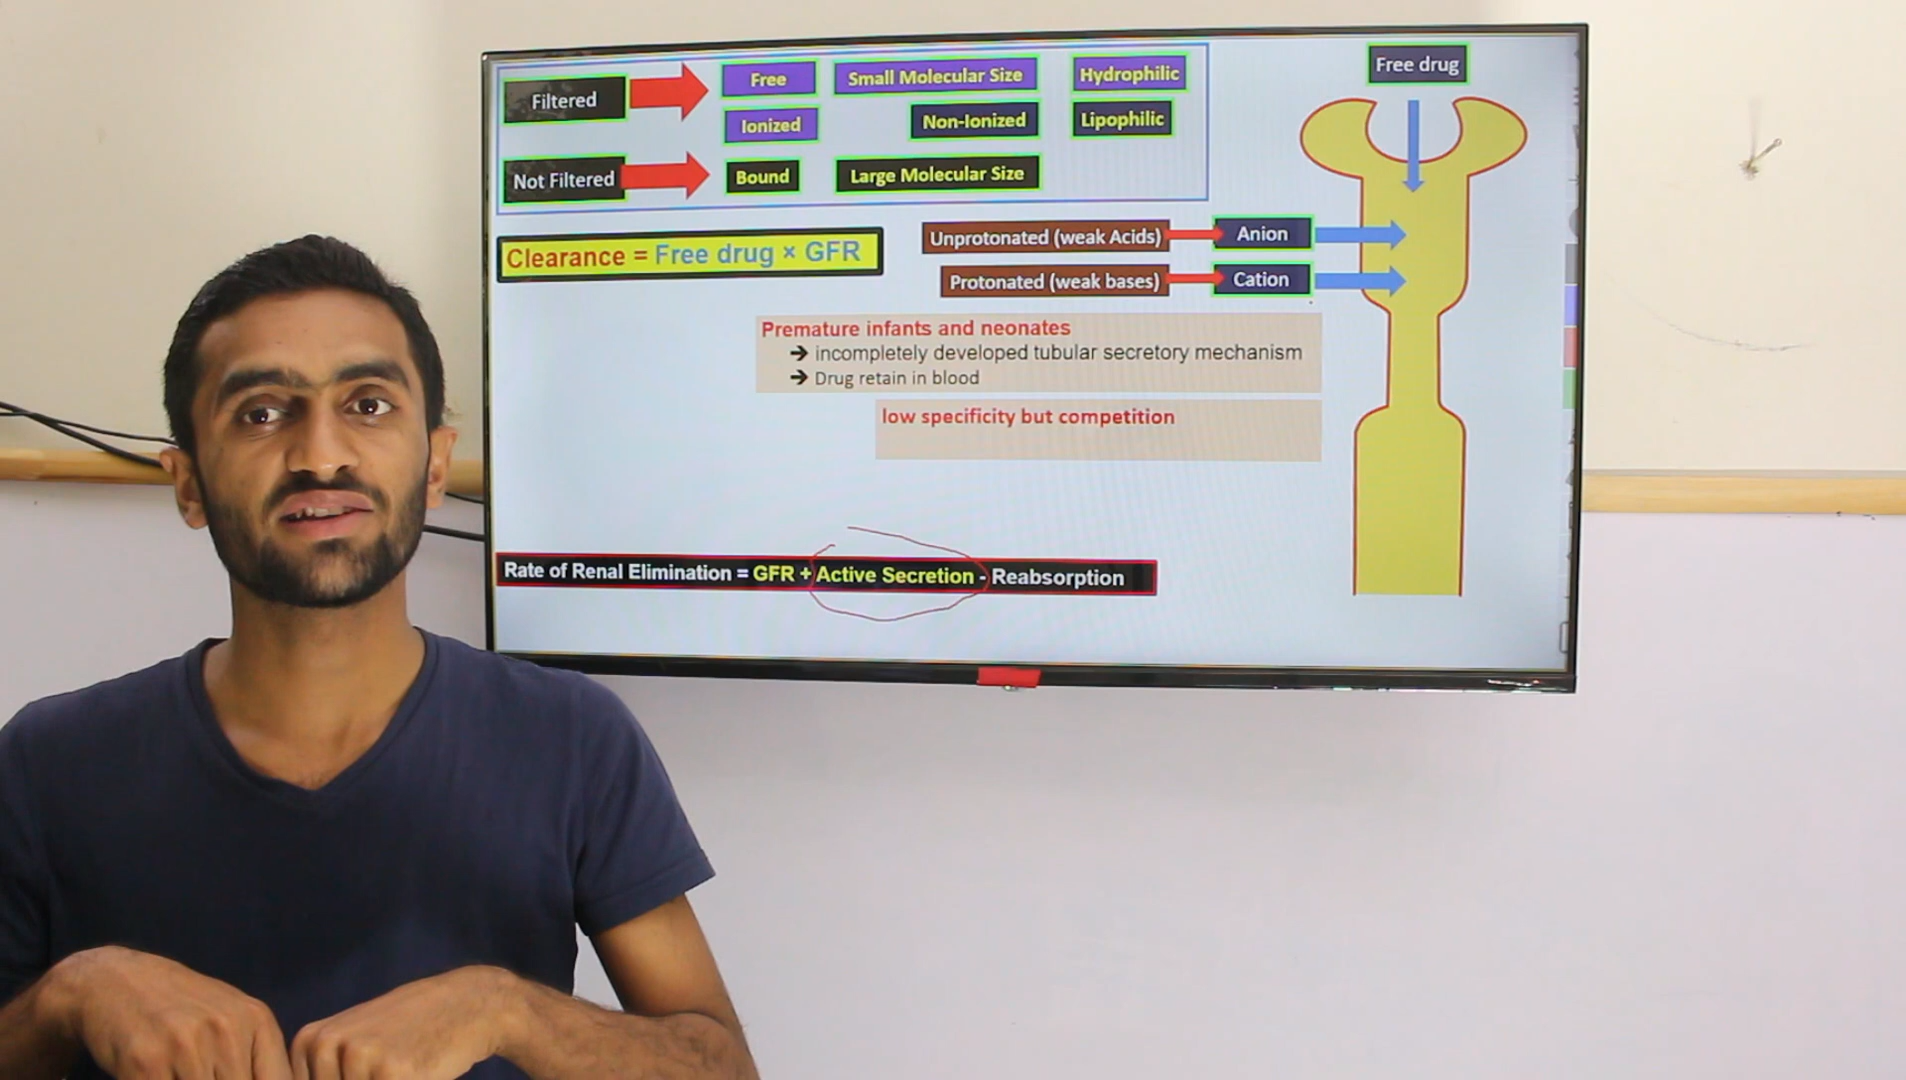 Free drug
Filtered
Free
Small Molecular Size
Hydrophilic
Ionized
Non-Ionized
Lipophilic
Not Filtered
Bound
Large Molecular Size
Clearance = Free drug × GFR
Unprotonated (weak Acids)
Anion
Protonated (weak bases)
Cation
Premature infants and neonates
➔ incompletely developed tubular secretory mechanism
➔ Drug retain in blood
low specificity but competition
Rate of Renal Elimination = GFR + Active Secretion - Reabsorption